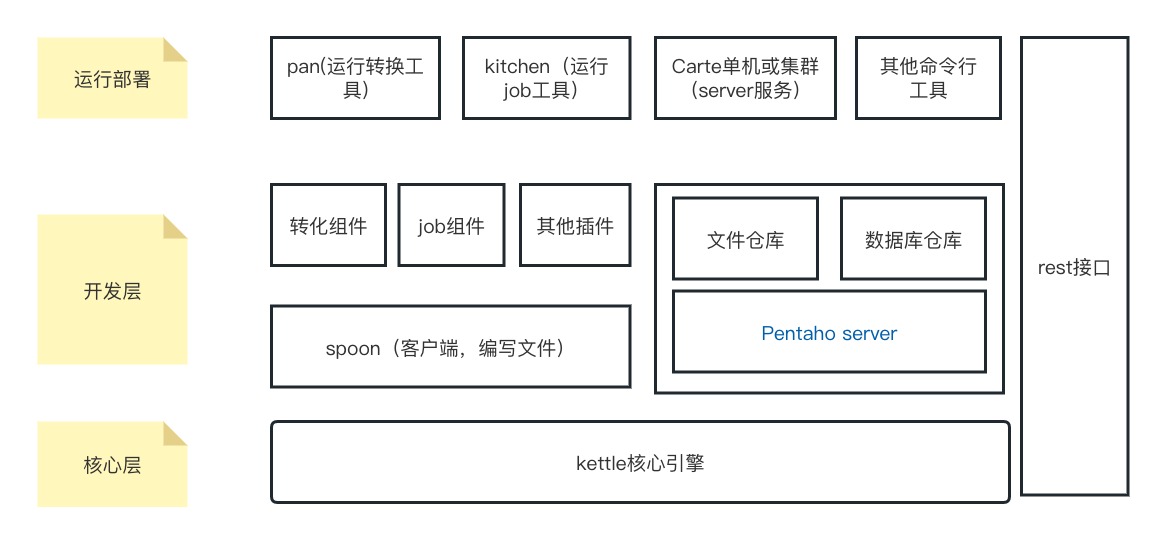 运行部署
pan(运行转换工
具）
kitchen（运行
job工具）
Carte单机或集群
（server服务）
其他命令行
工具
rest接口
开发层
转化组件
job组件
其他插件
文件仓库
数据库仓库
Pentaho server
spoon（客户端，编写文件）
核心层
kettle核心引擎